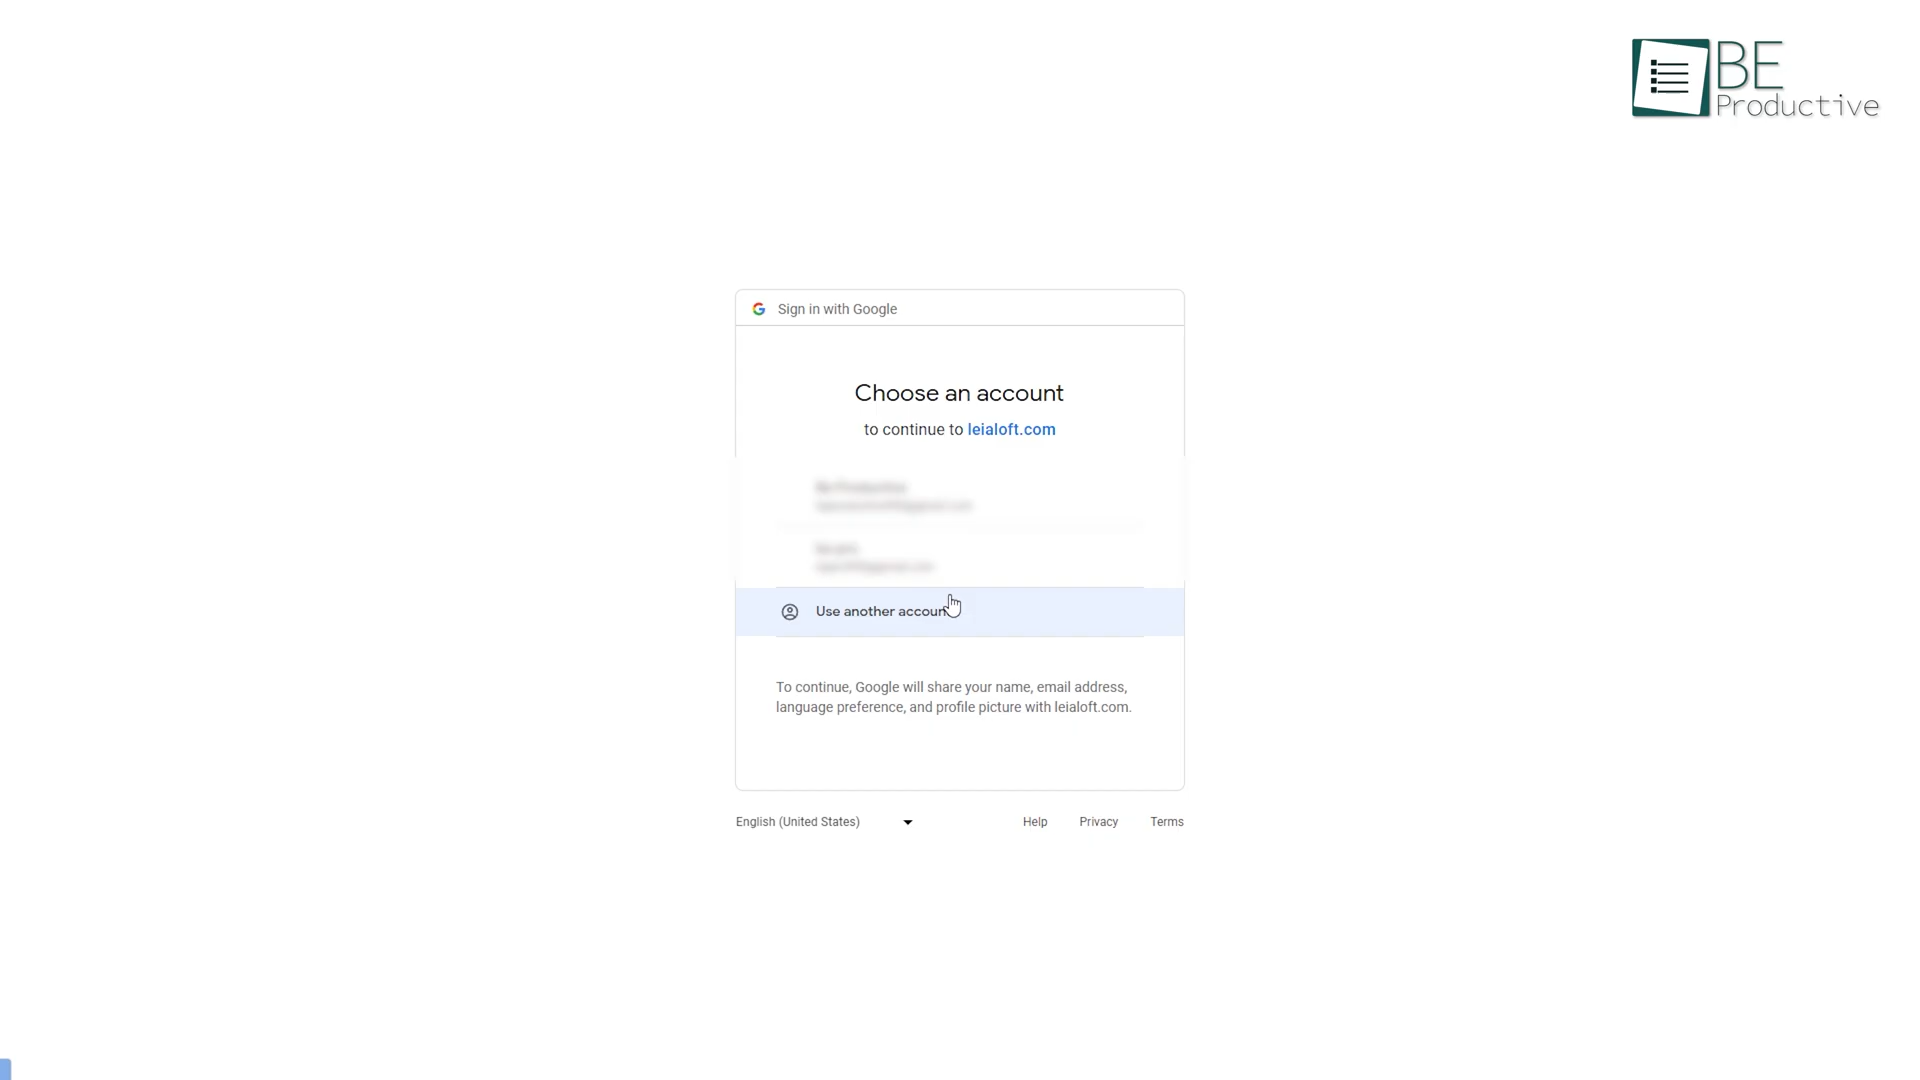 BE
Productive
Sign in with Google
Choose an account
to continue to leialoft.com
Use another accoun
To continue, Google will share your name, email address,
language preference, and profile picture with leialoft.com.
English (United States)
Help Privacy Terms